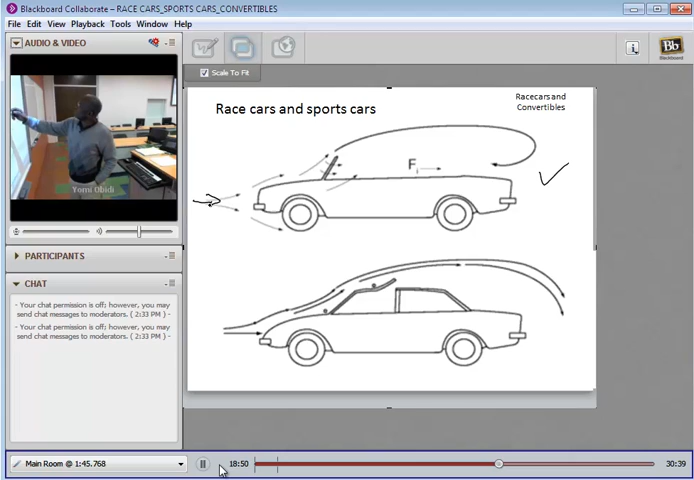 Blackboard Collaborate – RACE CARS_SPORTS CARS_CONVERTIBLES
File Edit View Playback Tools Window Help
AUDIO & VIDEO
Scale To Fit
Bb
Blackboard
Yomi Obidi
Race cars and sports cars
Racecars and
Convertibles
F
PARTICIPANTS
CHAT
- Your chat permission is off; however, you may
send chat messages to moderators. ( 2:33 PM ) -
- Your chat permission is off; however, you may
send chat messages to moderators. ( 2:33 PM ) -
Main Room @ 1:45.768
18:50
30:39